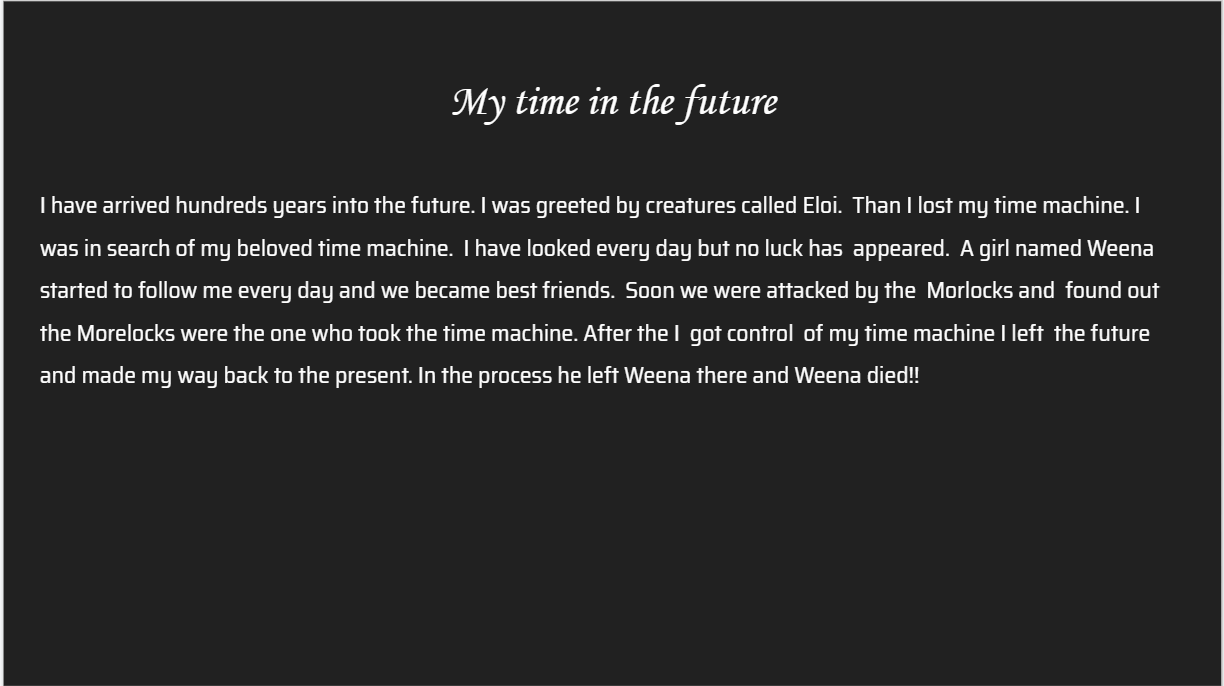 My time in the future
I have arrived hundreds years into the future. I was greeted by creatures called Eloi.  Than I lost my time machine. I
was in search of my beloved time machine.  I have looked every day but no luck has  appeared.  A girl named Weena
started to follow me every day and we became best friends.  Soon we were attacked by the  Morlocks and  found out
the Morelocks were the one who took the time machine. After the I  got control  of my time machine I left  the future
and made my way back to the present. In the process he left Weena there and Weena died!!